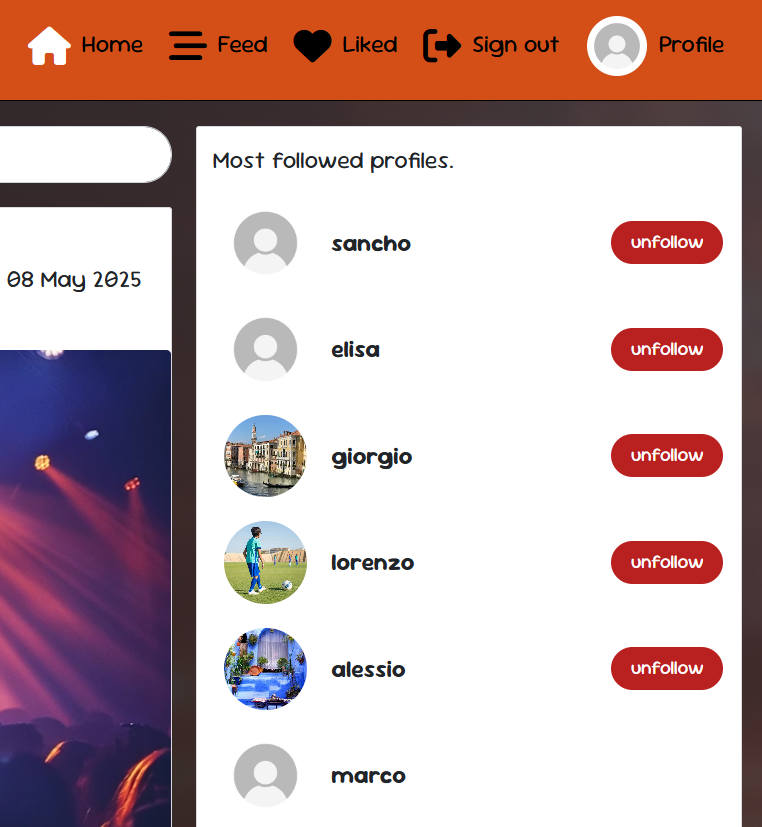 Home Feed Liked Sign out Profile
Most followed profiles.
08 May 2025
sancho unfollow
elisa unfollow
giorgio unfollow
lorenzo unfollow
alessio unfollow
marco